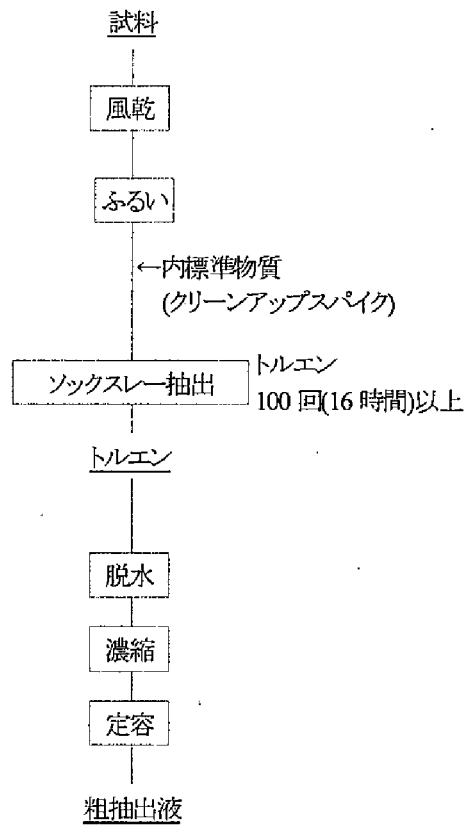 試料
風乾
ふるい
←内標準物質
(クリーンアップスパイク)
ソックスレー抽出
トルエン
100 回(16 時間)以上
トルエン
脱水
濃縮
定容
粗抽出液